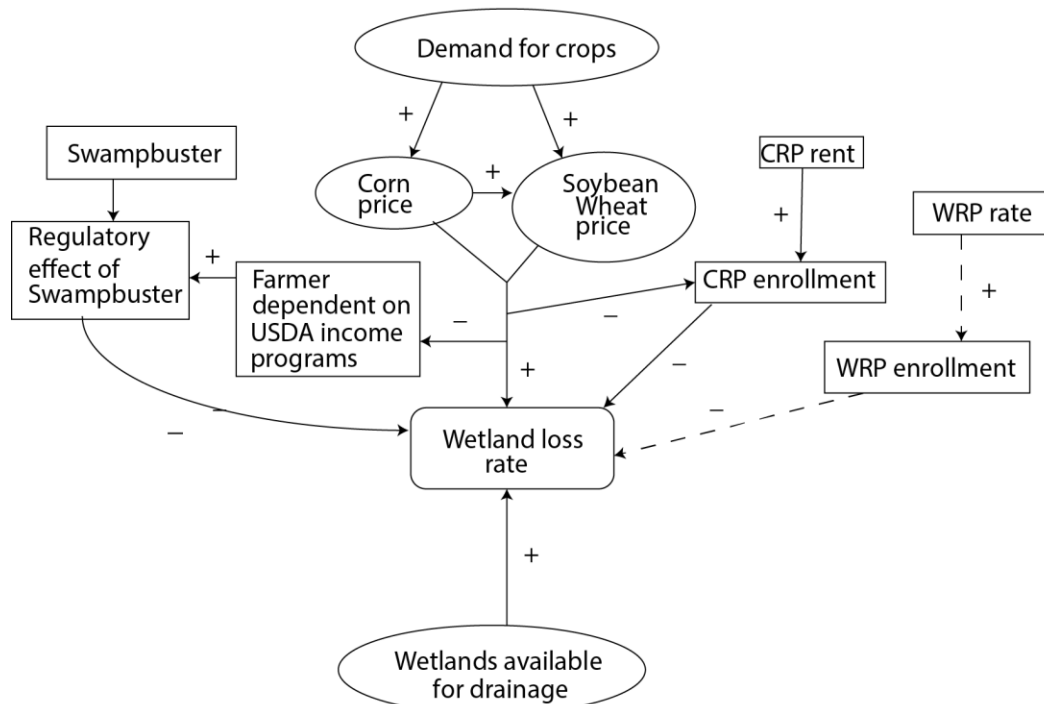 Demand for crops
+
+
Swampbuster
Corn
price
+
Soybean
Wheat
price
CRP rent
+
WRP rate
Regulatory
effect of
Swampbuster
+
Farmer
dependent on
USDA income
programs
−
−
CRP enrollment
+
WRP enrollment
+
−
−
−
−
Wetland loss
rate
+
Wetlands available
for drainage